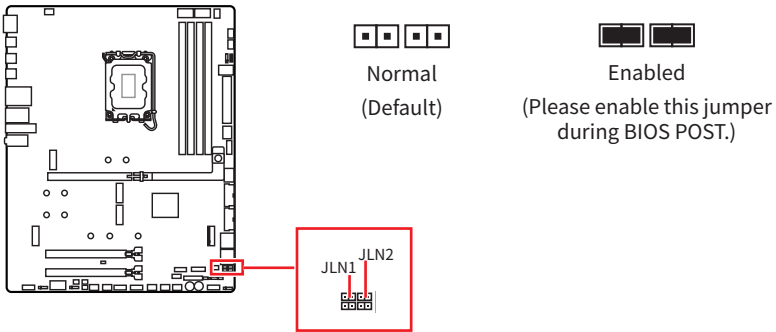 Normal
(Default)
Enabled
(Please enable this jumper
during BIOS POST.)
JLN1
JLN2